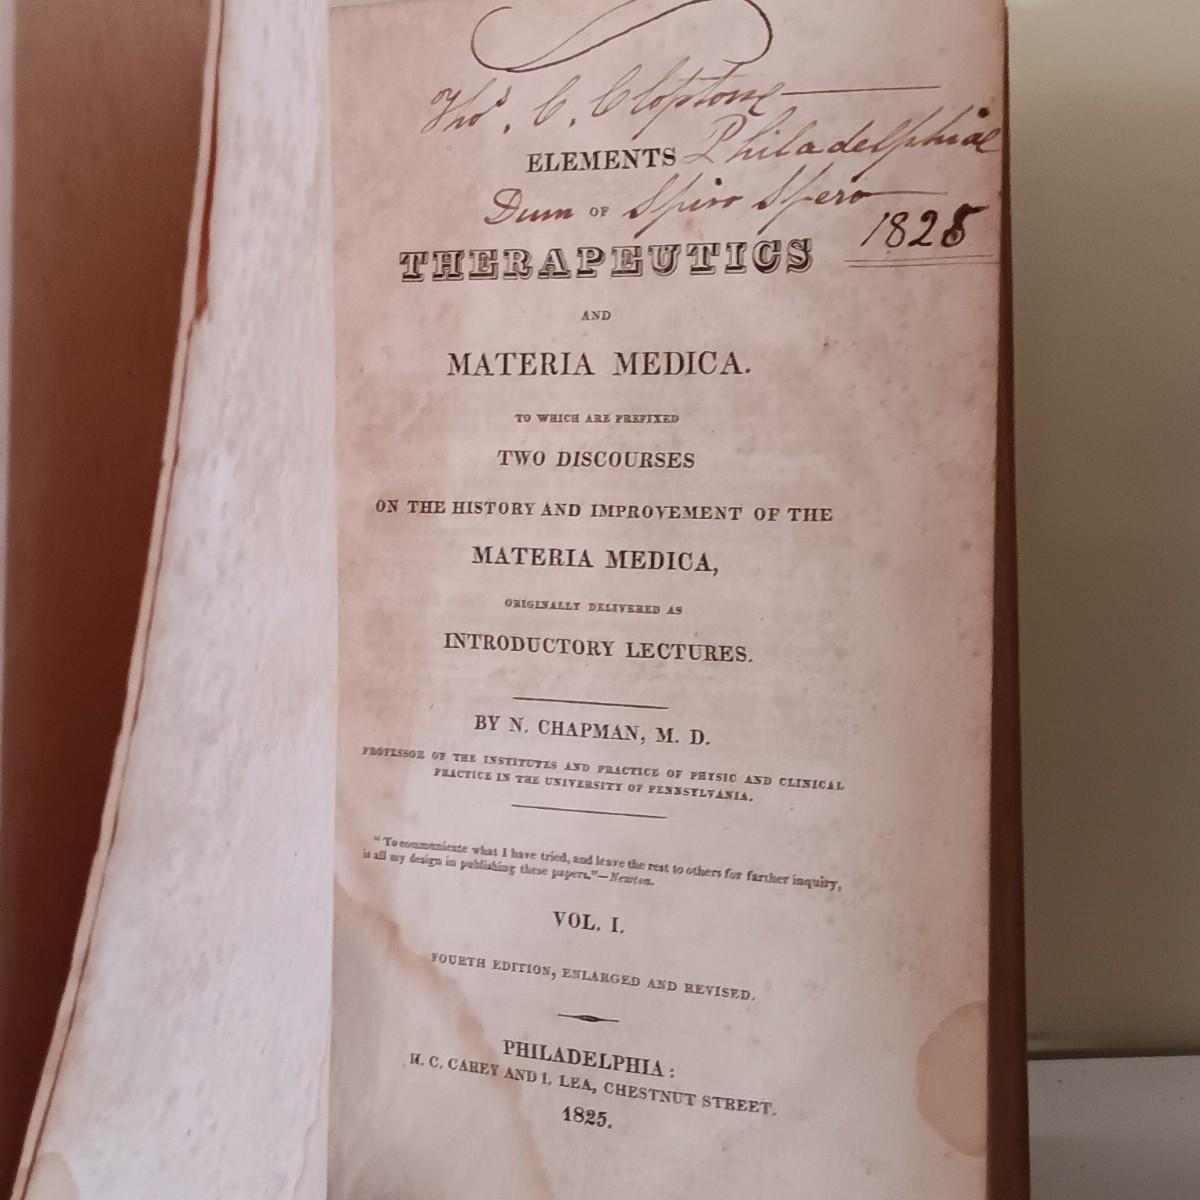 Thos. C. Clopton
ELEMENTS Philadelphiae
Dum OF Spiro Spero
1825
THERAPEUTICS
AND
MATERIA MEDICA.
TO WHICH ARE PREFIXED
TWO DISCOURSES
ON THE HISTORY AND IMPROVEMENT OF THE
MATERIA MEDICA,
ORIGINALLY DELIVERED AS
INTRODUCTORY LECTURES.
BY N. CHAPMAN, M. D.
PROFESSOR OF THE INSTITUTES AND PRACTICE OF PHYSIC AND CLINICAL
PRACTICE IN THE UNIVERSITY OF PENNSYLVANIA.
"To communicate what I have tried, and leave the rest to others for farther inquiry,
is all my design in publishing these papers."—Newton.
VOL. I.
FOURTH EDITION, ENLARGED AND REVISED.
PHILADELPHIA:
H. C. CAREY AND I. LEA, CHESTNUT STREET.
1825.